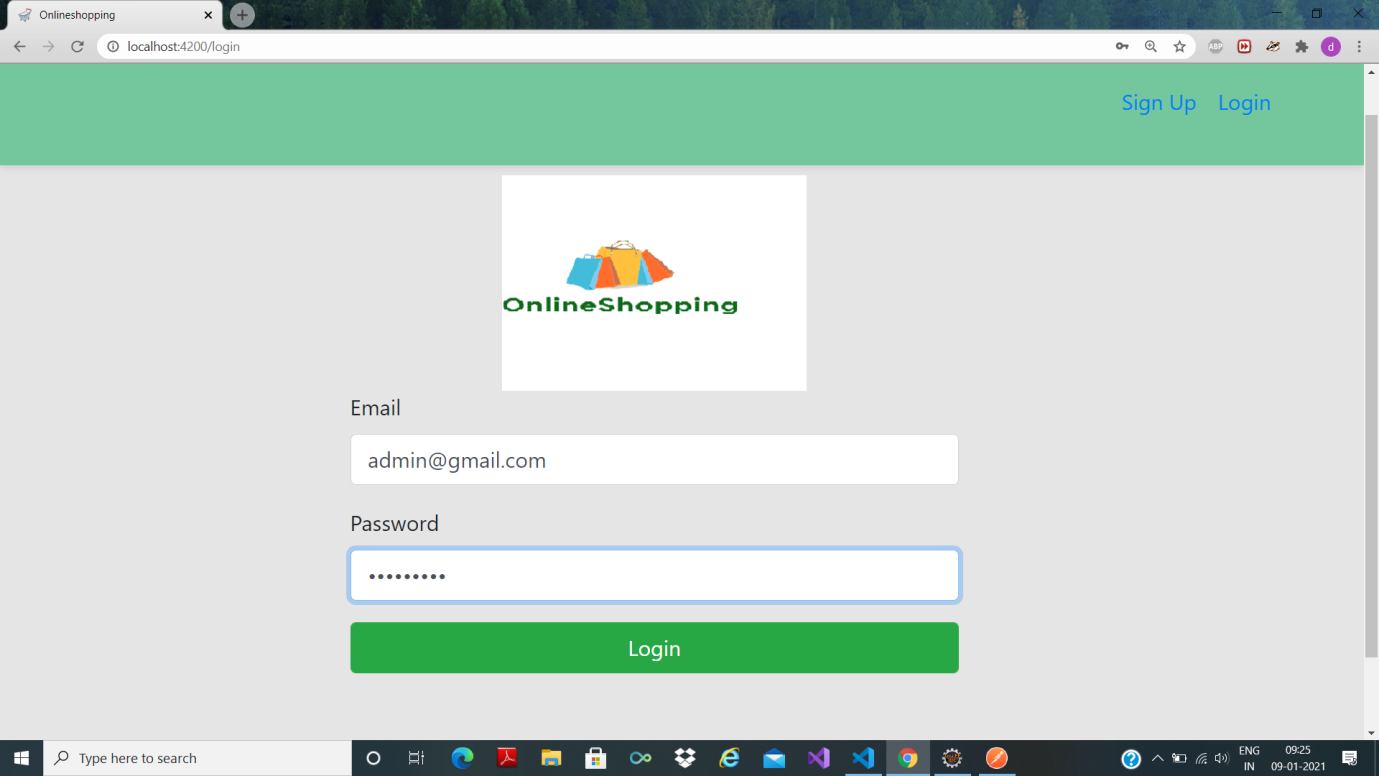 Onlineshopping
localhost:4200/login
ABP
d
Sign Up Login
OnlineShopping
Email
admin@gmail.com
Password
•••••••••
Login
Type here to search
ENG
IN
09:25
09-01-2021